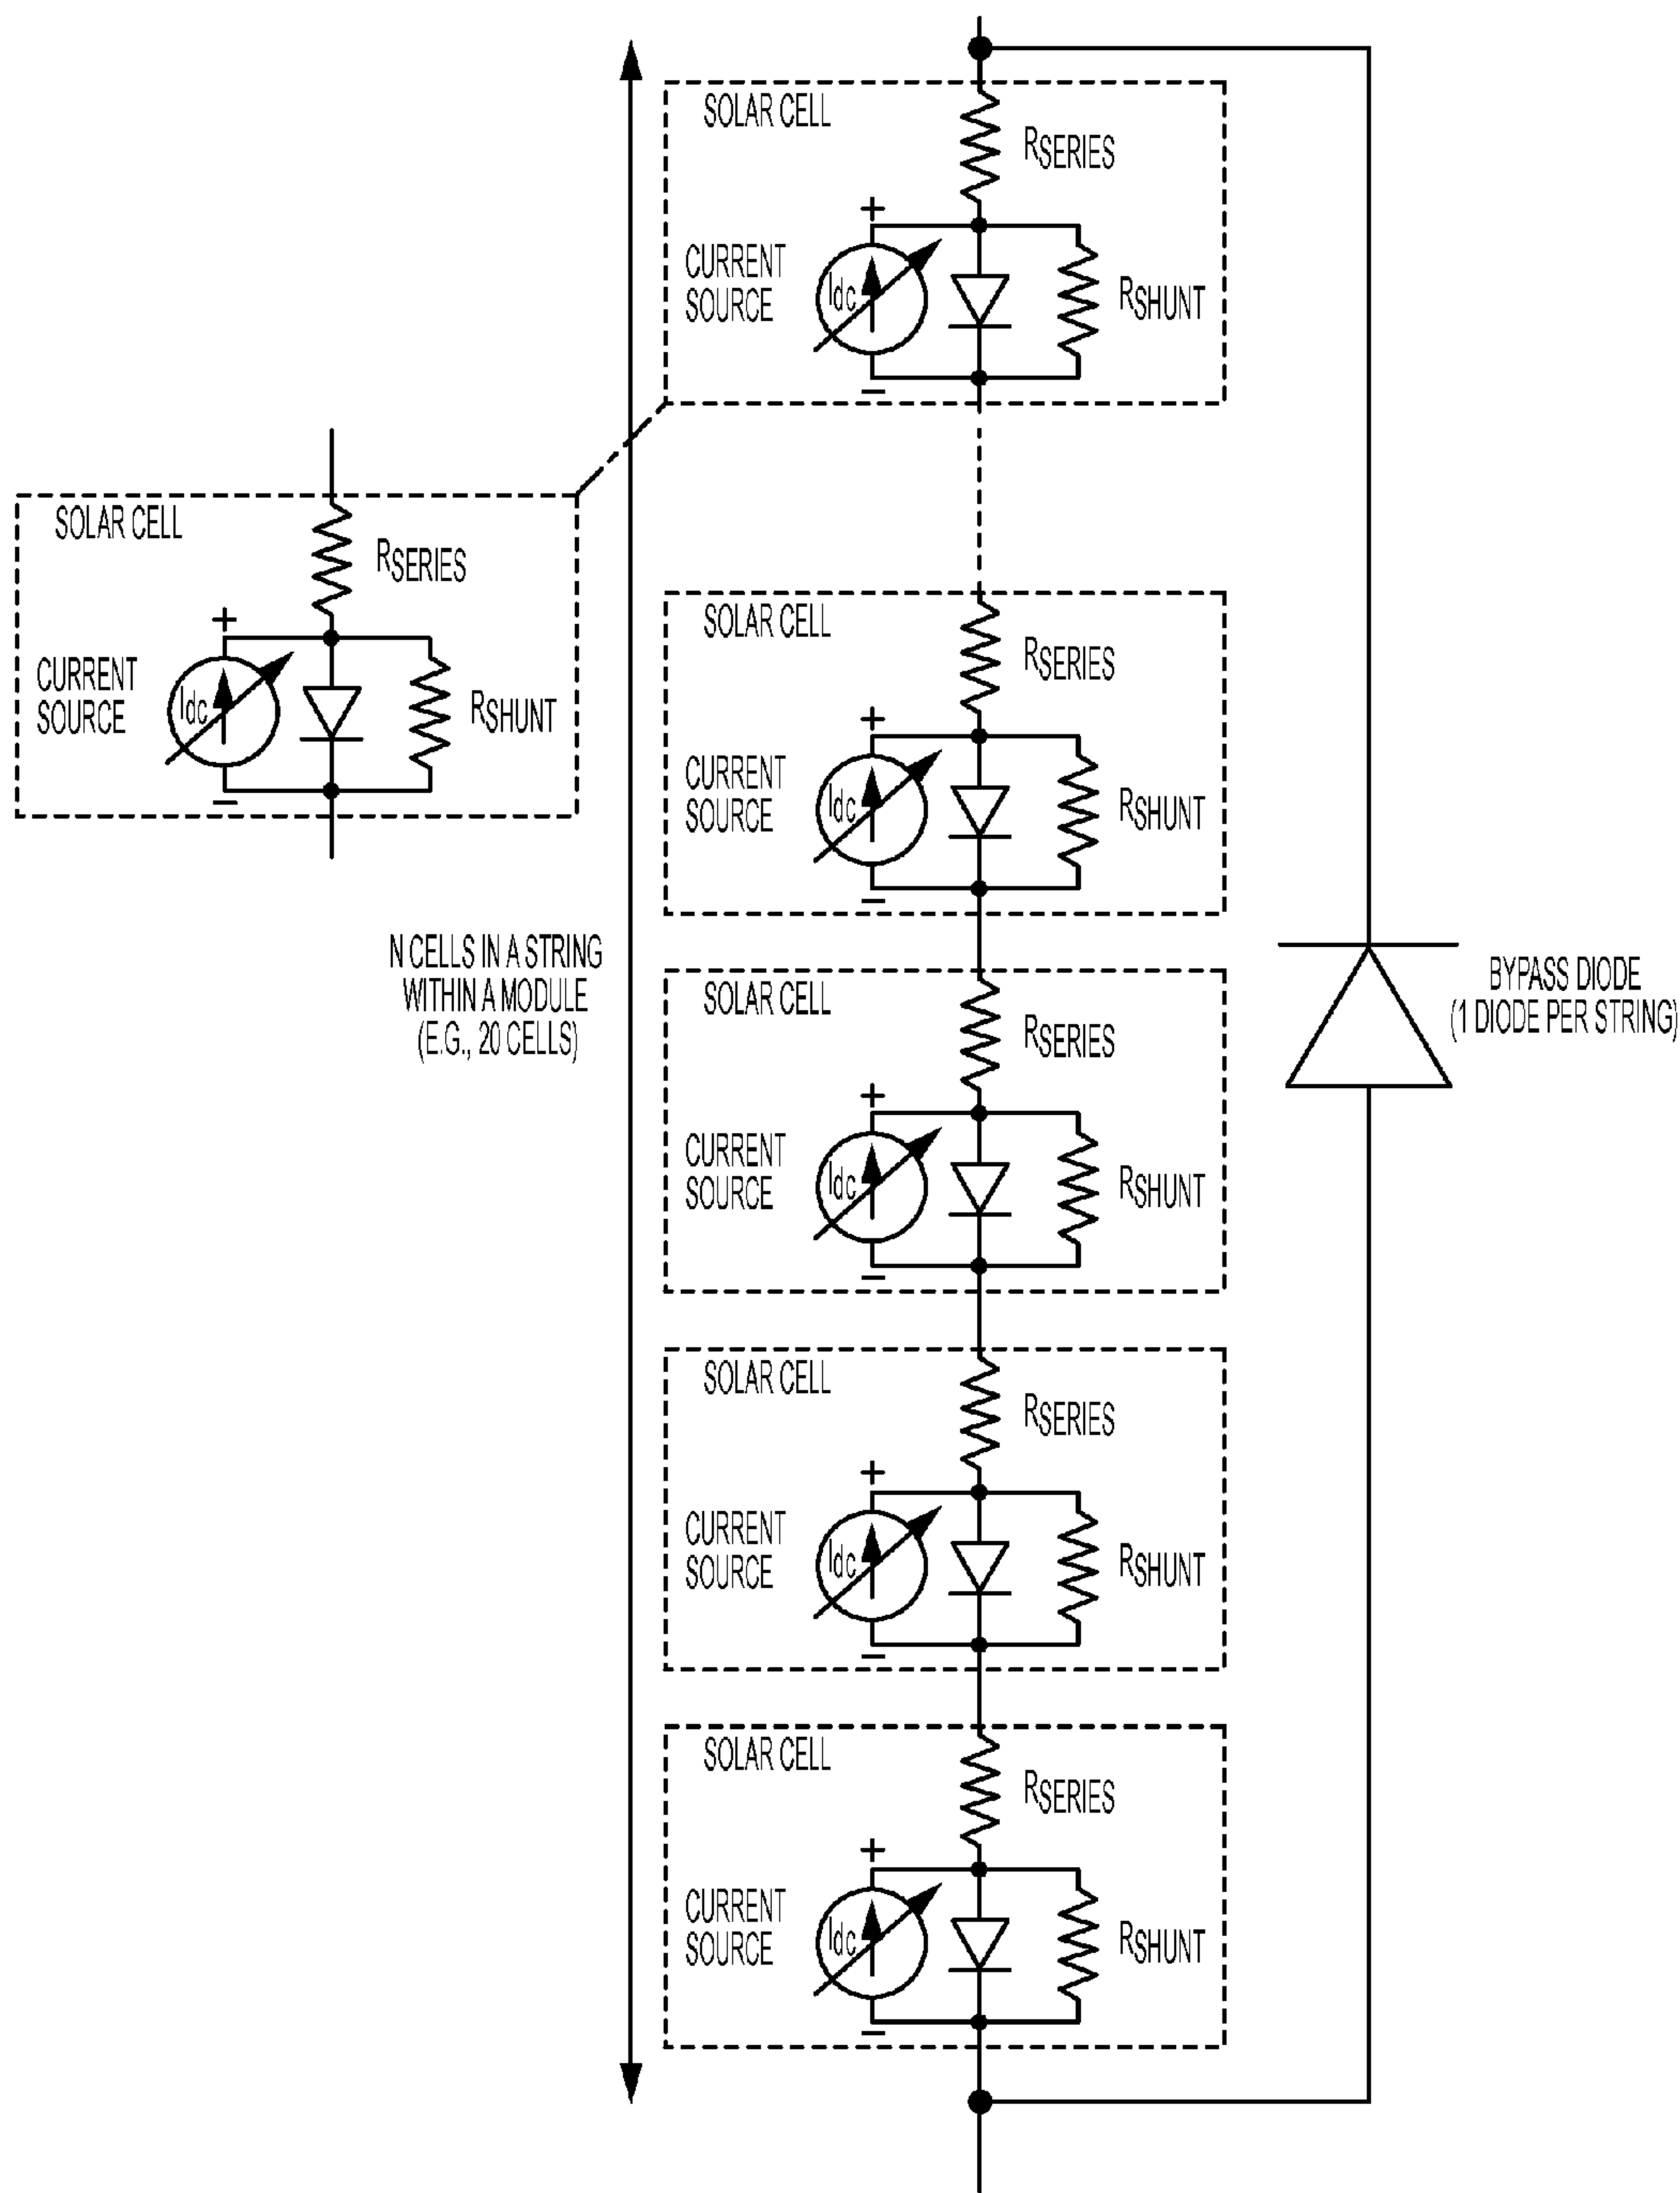 SOLAR CELL
RSERIES
+
CURRENT
SOURCE
Idc
RSHUNT
−
SOLAR CELL
RSERIES
+
CURRENT
SOURCE
Idc
RSHUNT
−
SOLAR CELL
RSERIES
+
CURRENT
SOURCE
Idc
RSHUNT
−
N CELLS IN A STRING
WITHIN A MODULE
(E.G., 20 CELLS)
BYPASS DIODE
(1 DIODE PER STRING)
SOLAR CELL
RSERIES
+
CURRENT
SOURCE
Idc
RSHUNT
−
SOLAR CELL
RSERIES
+
CURRENT
SOURCE
Idc
RSHUNT
−
SOLAR CELL
RSERIES
+
CURRENT
SOURCE
Idc
RSHUNT
−